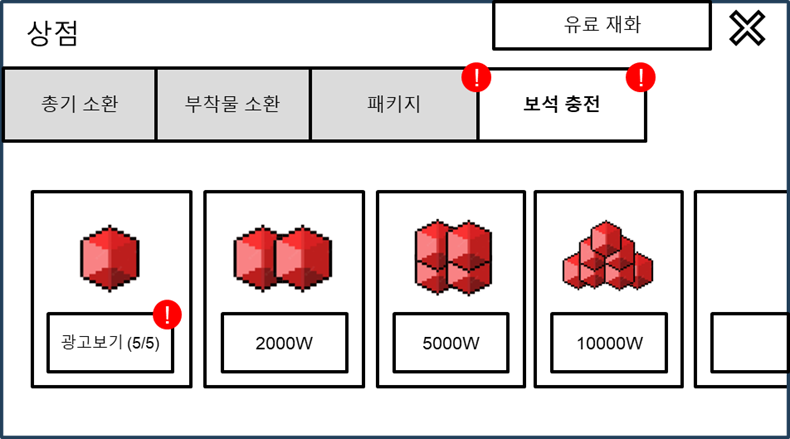 상점
유료 재화
총기 소환
부착물 소환
패키지
!
보석 충전
!
광고보기 (5/5)
!
2000W
5000W
10000W